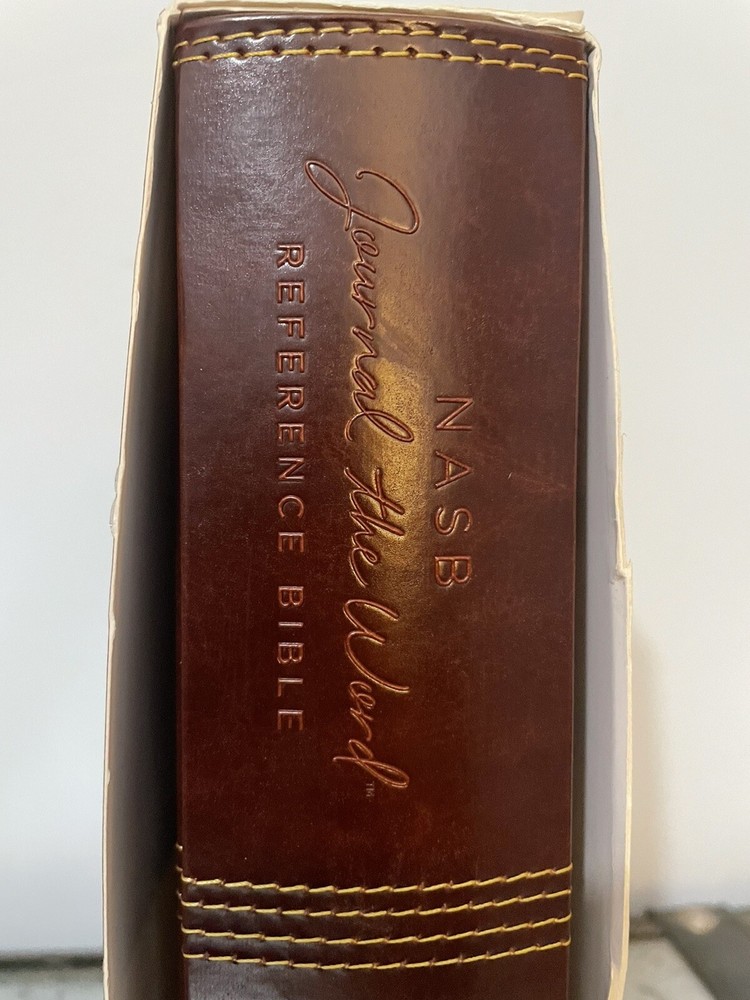 NASB
Journal the Word™
REFERENCE BIBLE